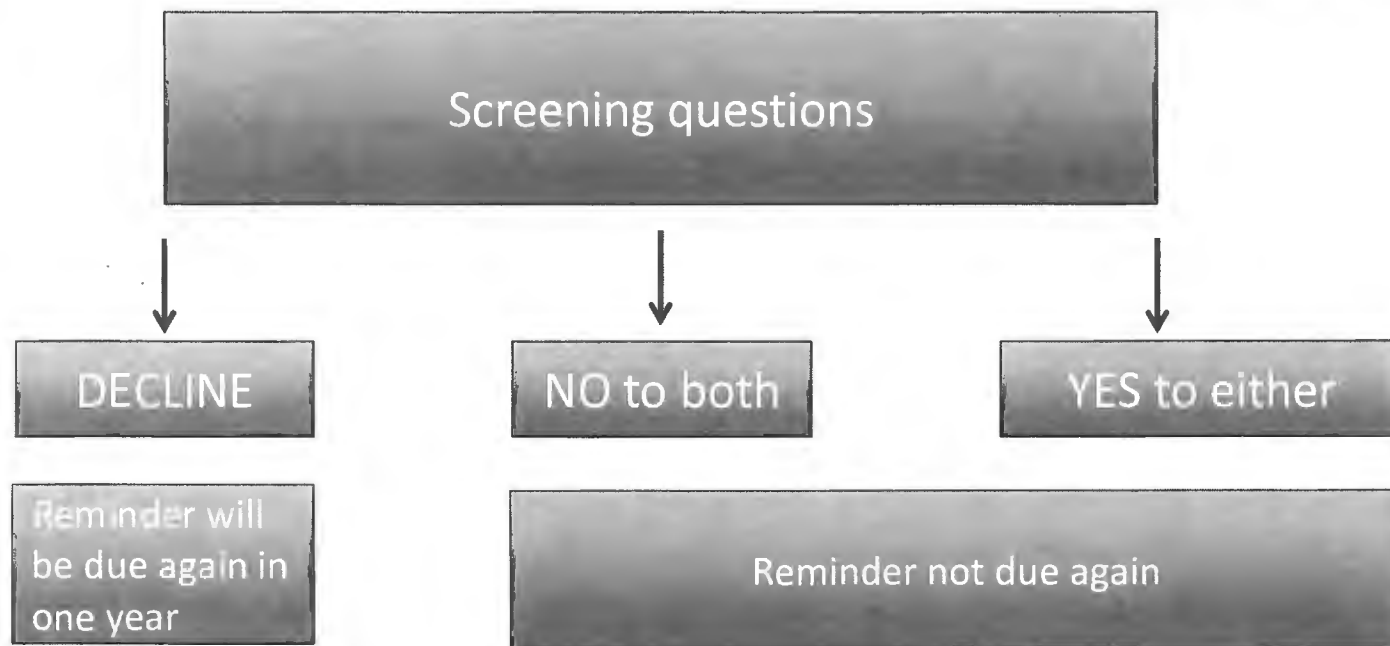 Screening questions
DECLINE
NO to both
YES to either
Reminder will
be due again in
one year
Reminder not due again